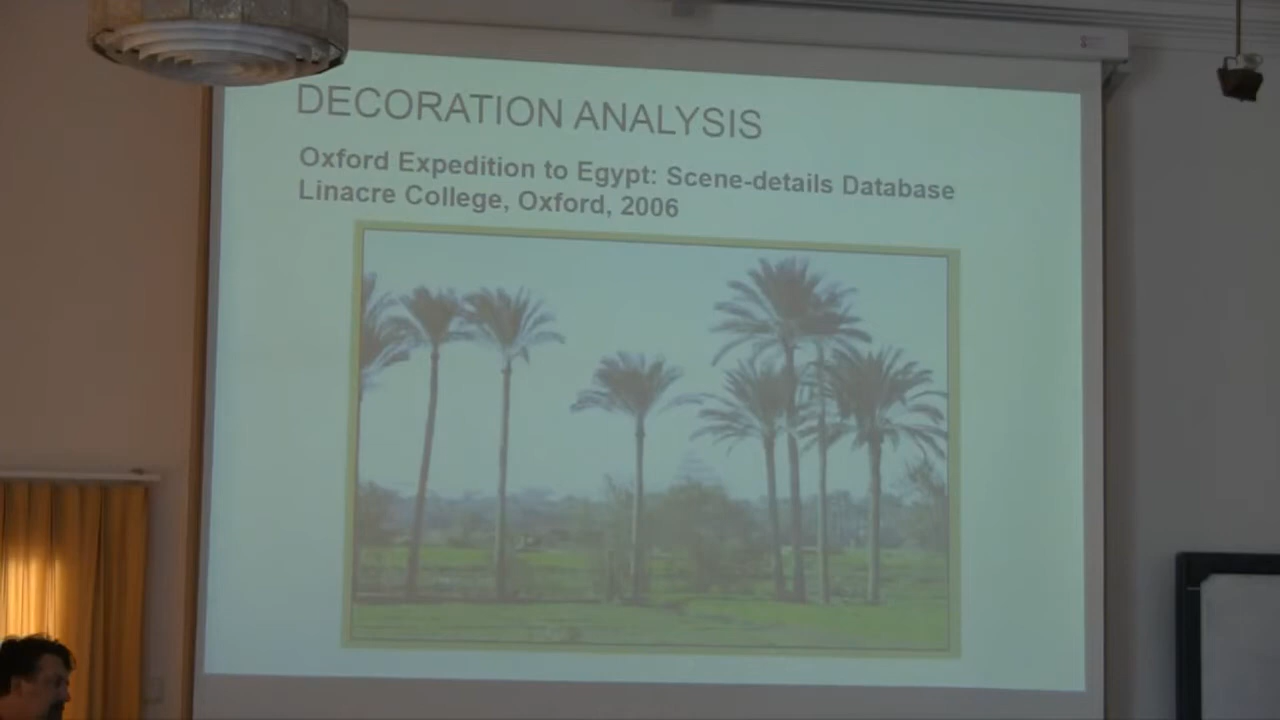 DECORATION ANALYSIS
Oxford Expedition to Egypt: Scene-details Database
Linacre College, Oxford, 2006